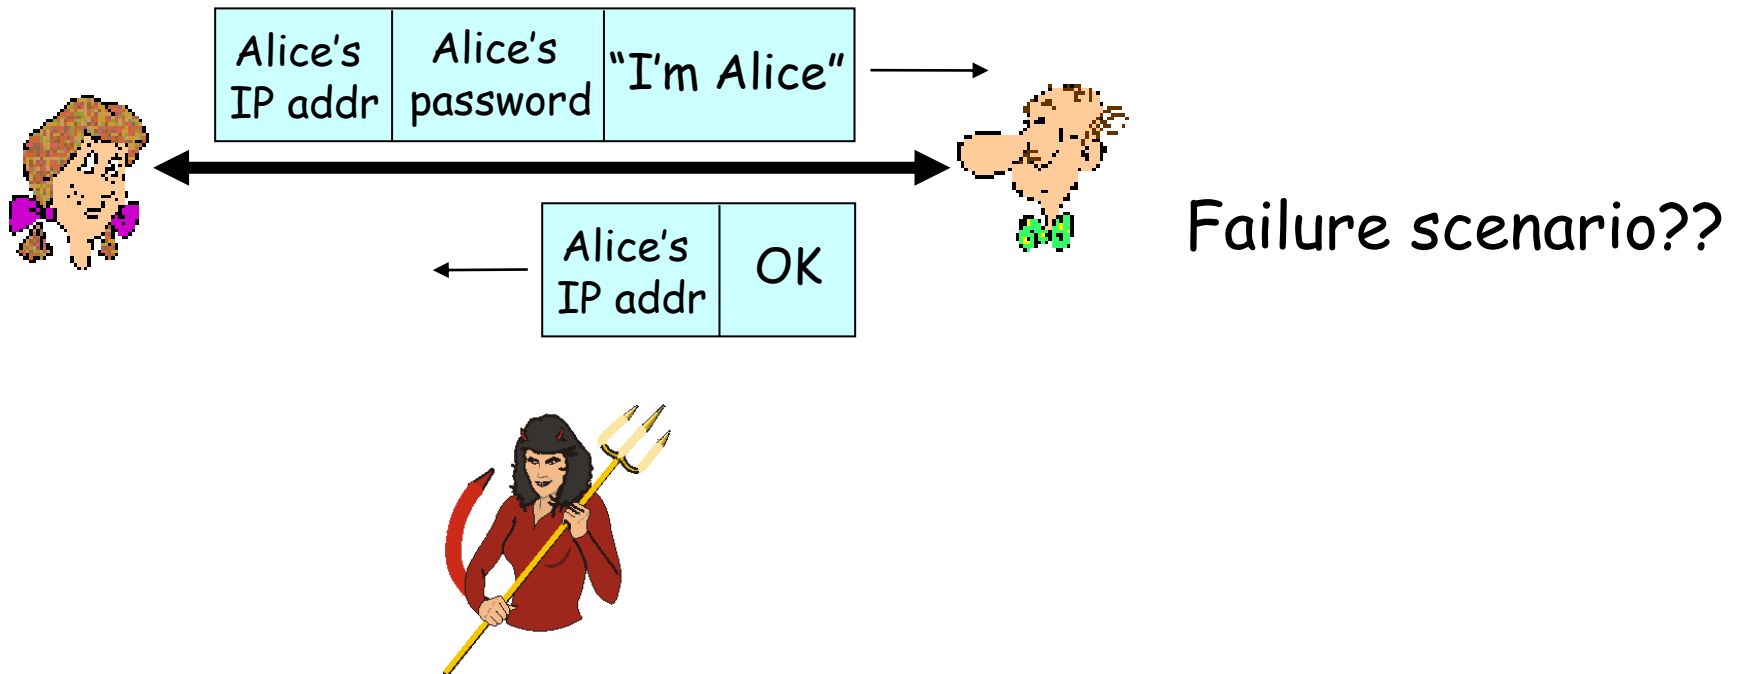 Alice’s
IP addr
Alice’s
password
“I’m Alice”
Alice’s
IP addr
OK
Failure scenario??